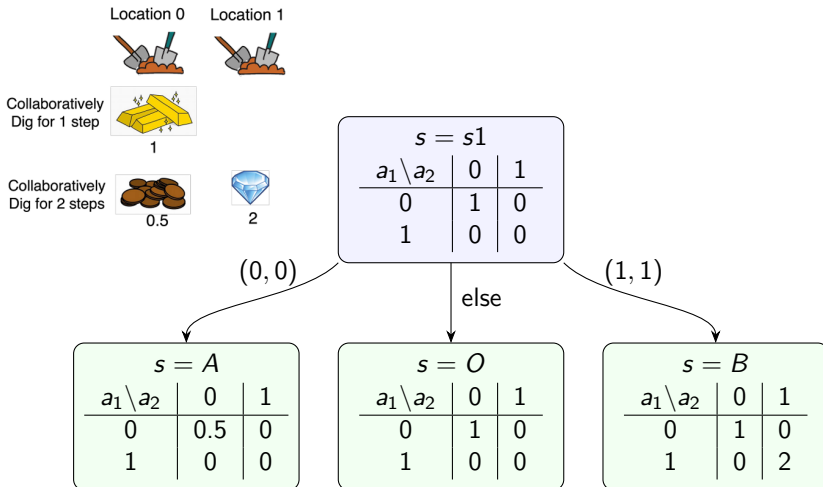 Location 0 Location 1
Collaboratively
Dig for 1 step
1
Collaboratively
Dig for 2 steps
0.5 2
s = s1
a₁\a₂ 0 1
0 1 0
1 0 0
(0, 0) else (1, 1)
s = A
a₁\a₂ 0 1
0 0.5 0
1 0 0
s = O
a₁\a₂ 0 1
0 1 0
1 0 0
s = B
a₁\a₂ 0 1
0 1 0
1 0 2